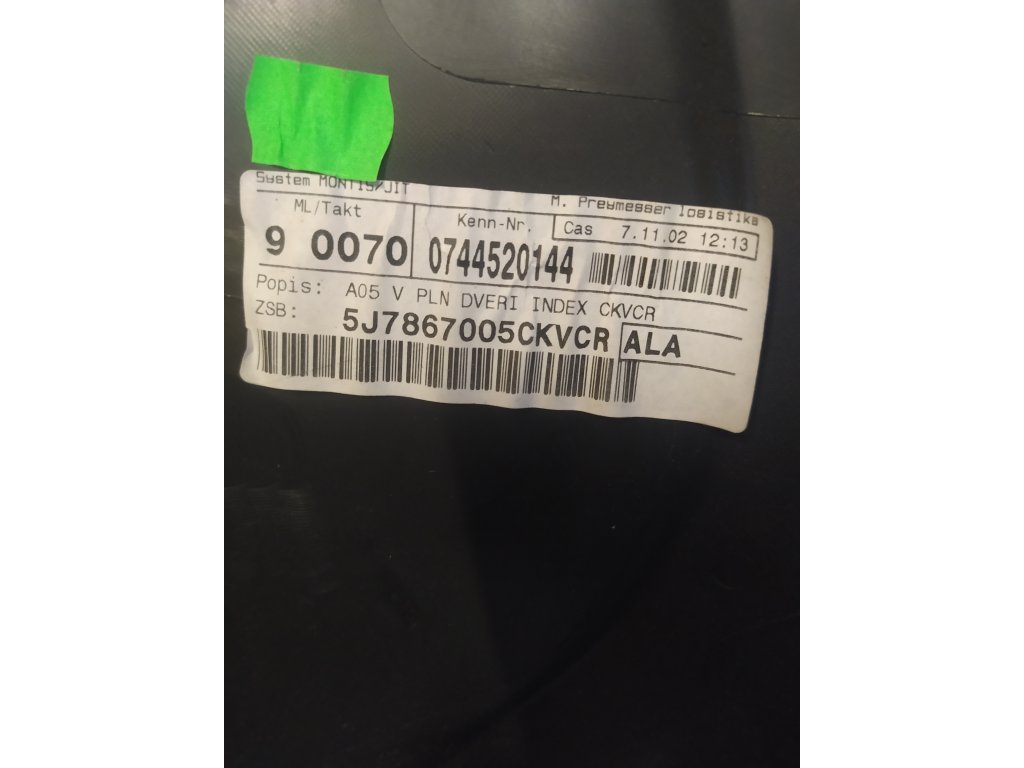 System MONTIS/JIT
M. Preymesser logistika
ML/Takt
Kenn-Nr.
Cas 7.11.02 12:13
9 0070
0744520144
Popis: A05 V PLN DVERI INDEX CKVCR
ZSB: 5J7867005CKVCR ALA